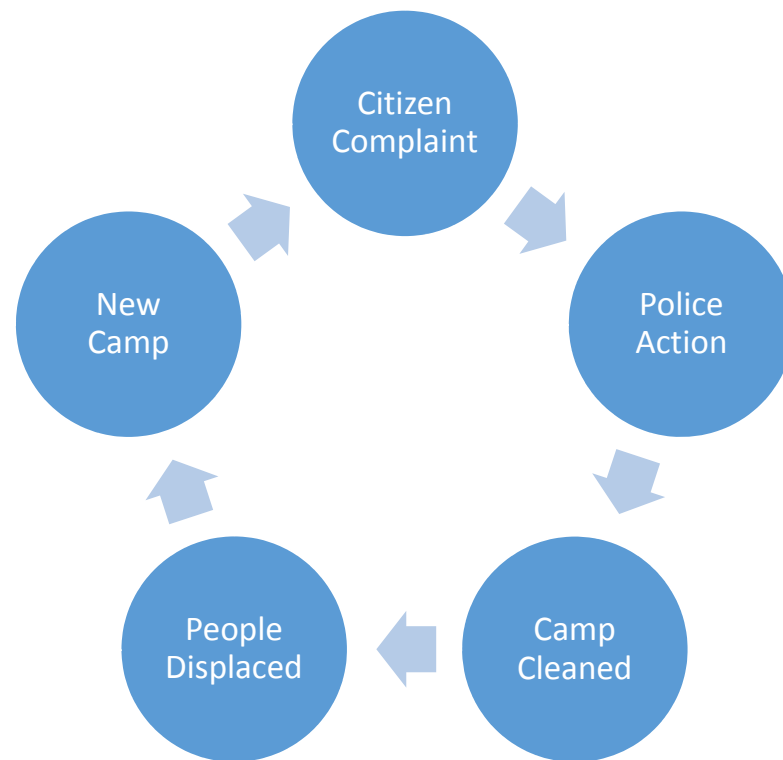 Citizen
Complaint
Police
Action
Camp
Cleaned
People
Displaced
New
Camp